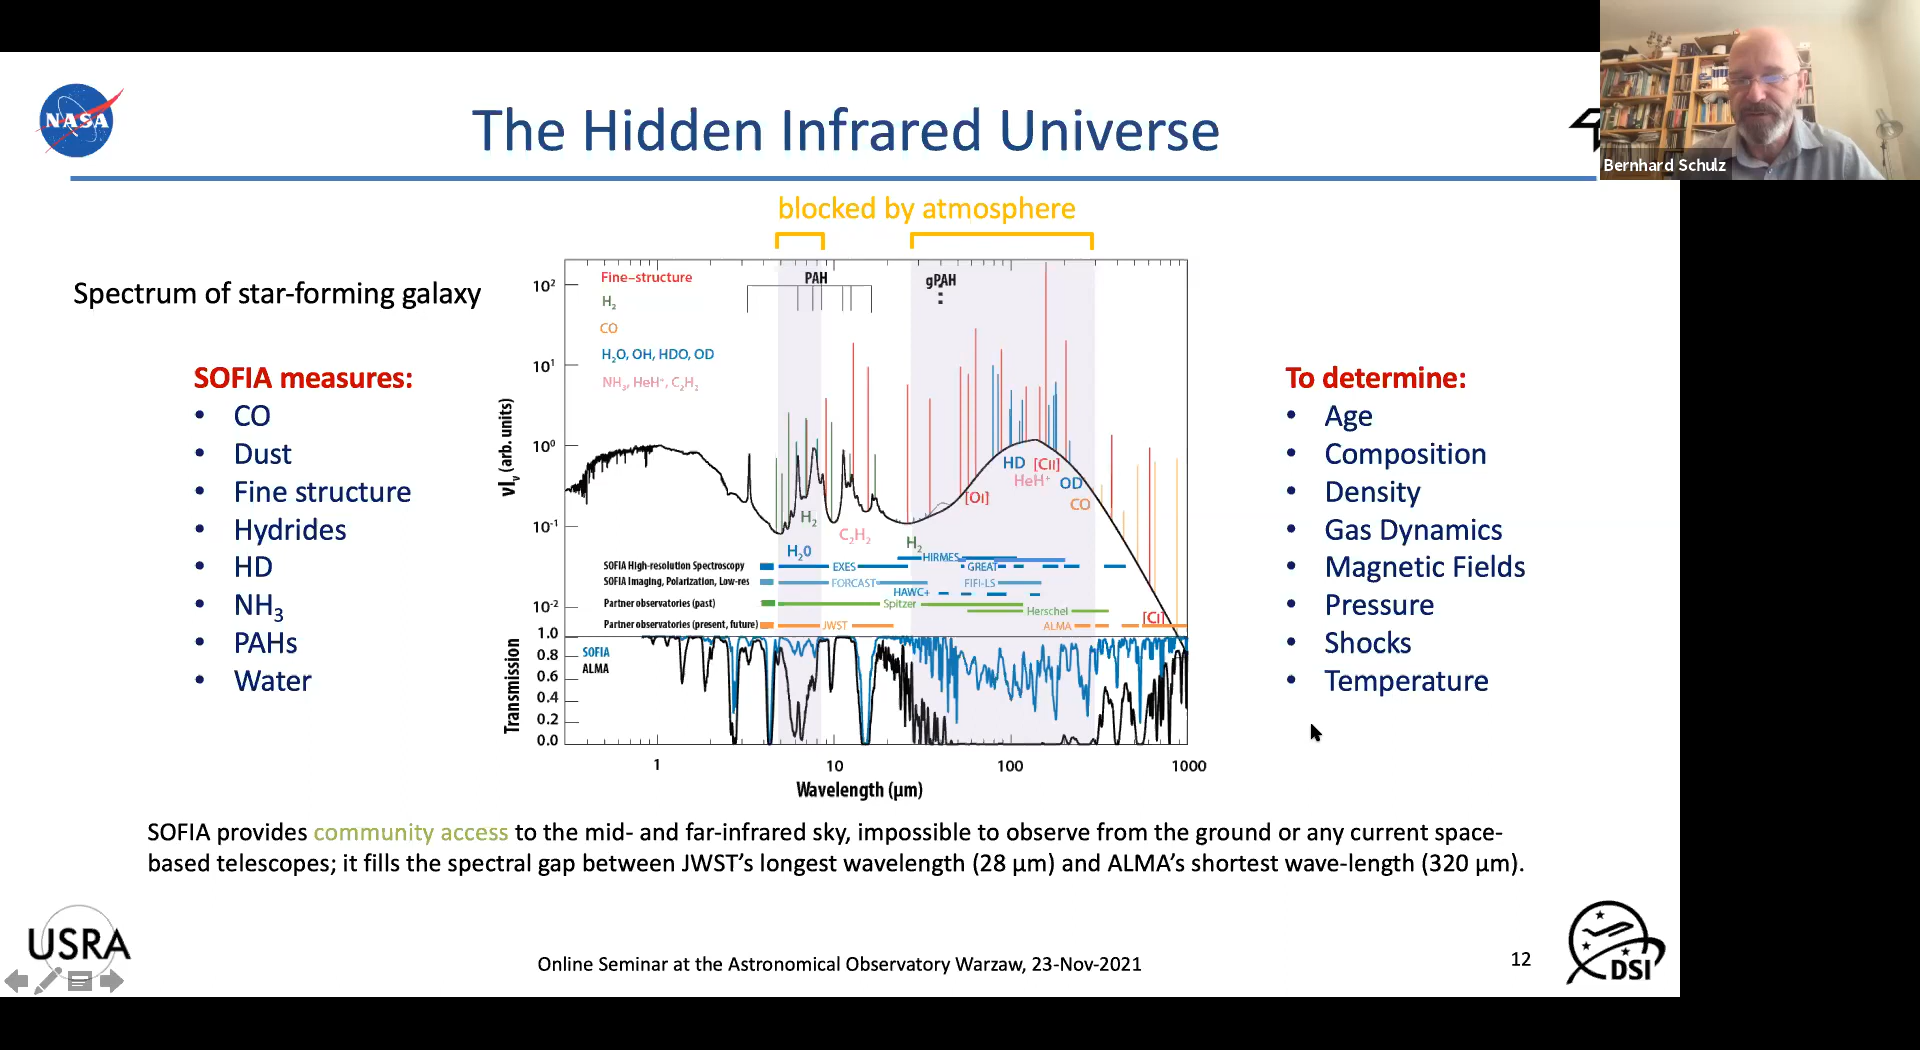 NASA
The Hidden Infrared Universe
Bernhard Schulz
blocked by atmosphere
Spectrum of star-forming galaxy
SOFIA measures:
• CO
• Dust
• Fine structure
• Hydrides
• HD
• NH3
• PAHs
• Water
Fine–structure
H2
CO
H2O, OH, HDO, OD
NH3, HeH+, C2H2
PAH
gPAH
10²
10¹
10⁰
10⁻¹
10⁻²
νIν (arb. units)
HD [CII]
HeH+ OD
[OI]
CO
H2
C2H2
H2O
H2
HIRMES
SOFIA High-resolution Spectroscopy EXES GREAT
SOFIA Imaging, Polarization, Low-res FORCAST FIFI-LS
HAWC+
Partner observatories (past) Spitzer Herschel
Partner observatories (present, future) JWST ALMA
[CI]
SOFIA
ALMA
Transmission
1.0
0.8
0.6
0.4
0.2
0.0
1 10 100 1000
Wavelength (µm)
To determine:
• Age
• Composition
• Density
• Gas Dynamics
• Magnetic Fields
• Pressure
• Shocks
• Temperature
SOFIA provides community access to the mid- and far-infrared sky, impossible to observe from the ground or any current space-
based telescopes; it fills the spectral gap between JWST's longest wavelength (28 µm) and ALMA's shortest wave-length (320 µm).
USRA
Online Seminar at the Astronomical Observatory Warzaw, 23-Nov-2021
12
DSI